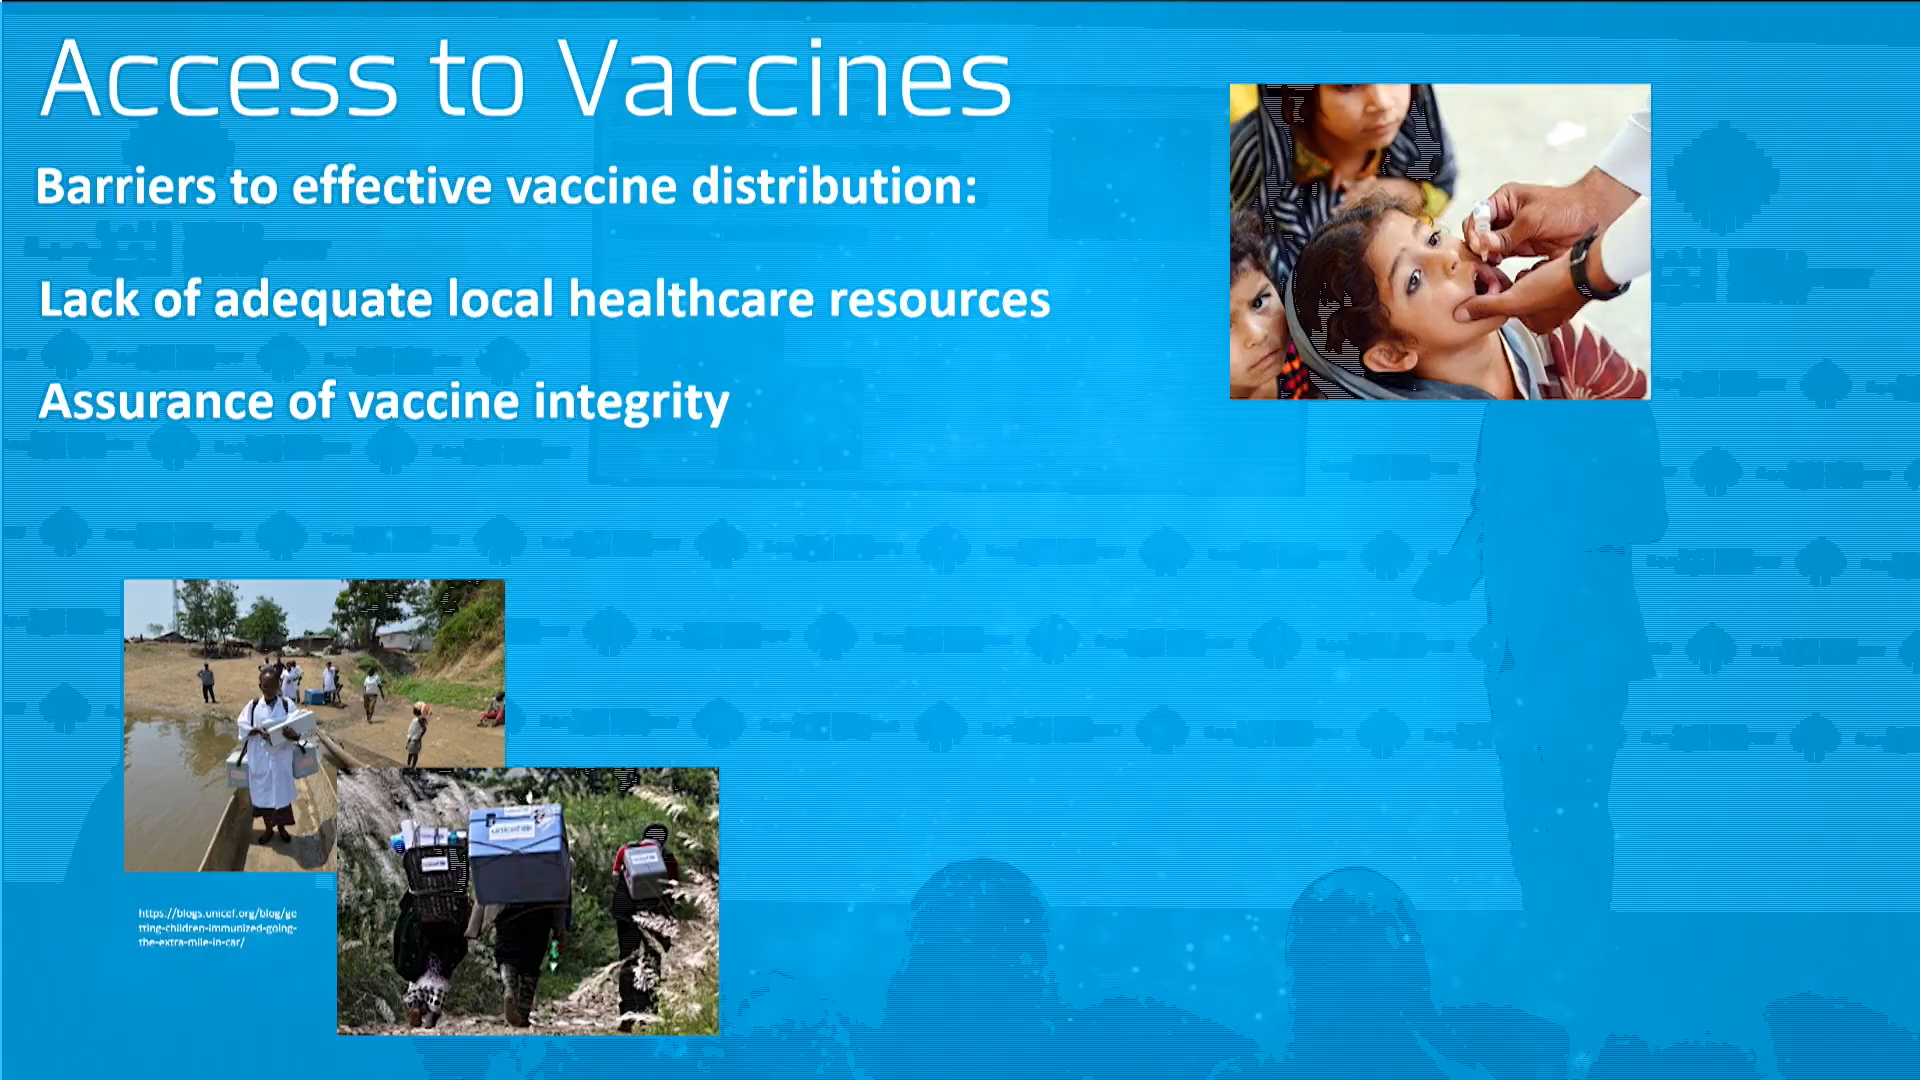 Access to Vaccines
Barriers to effective vaccine distribution:
Lack of adequate local healthcare resources
Assurance of vaccine integrity
https://blogs.unicef.org/blog/ge
tting-children-immunized-going-
the-extra-mile-in-car/